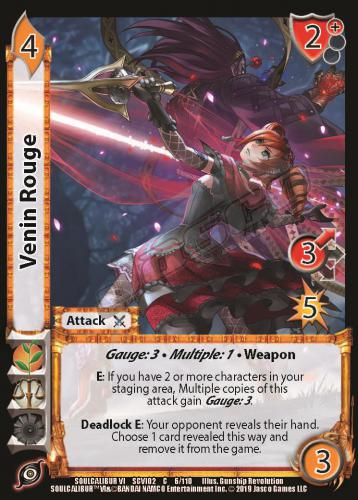 4
2
+
Venin Rouge
3
5
Attack
Gauge: 3 • Multiple: 1 • Weapon
E: If you have 2 or more characters in your
staging area, Multiple copies of this
attack gain Gauge: 3.
Deadlock E: Your opponent reveals their hand.
Choose 1 card revealed this way and
remove it from the game.
3
SOULCALIBUR VI SCVI02 C 6/110 Illus. Gunship Revolution
SOULCALIBUR™VI&©BANDAI NAMCO Entertainment Inc. © 2019 Jasco Games LLC